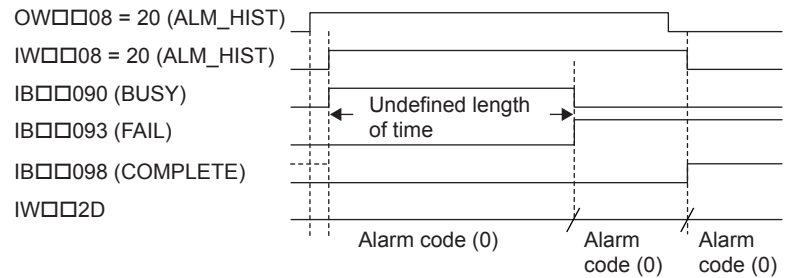 OW□□08 = 20 (ALM_HIST)
IW□□08 = 20 (ALM_HIST)
IB□□090 (BUSY)
IB□□093 (FAIL)
IB□□098 (COMPLETE)
IW□□2D
Undefined length
of time
Alarm code (0)
Alarm
code (0)
Alarm
code (0)